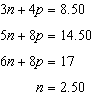 3n + 4p = 8.50
5n + 8p = 14.50
6n + 8p = 17
n = 2.50